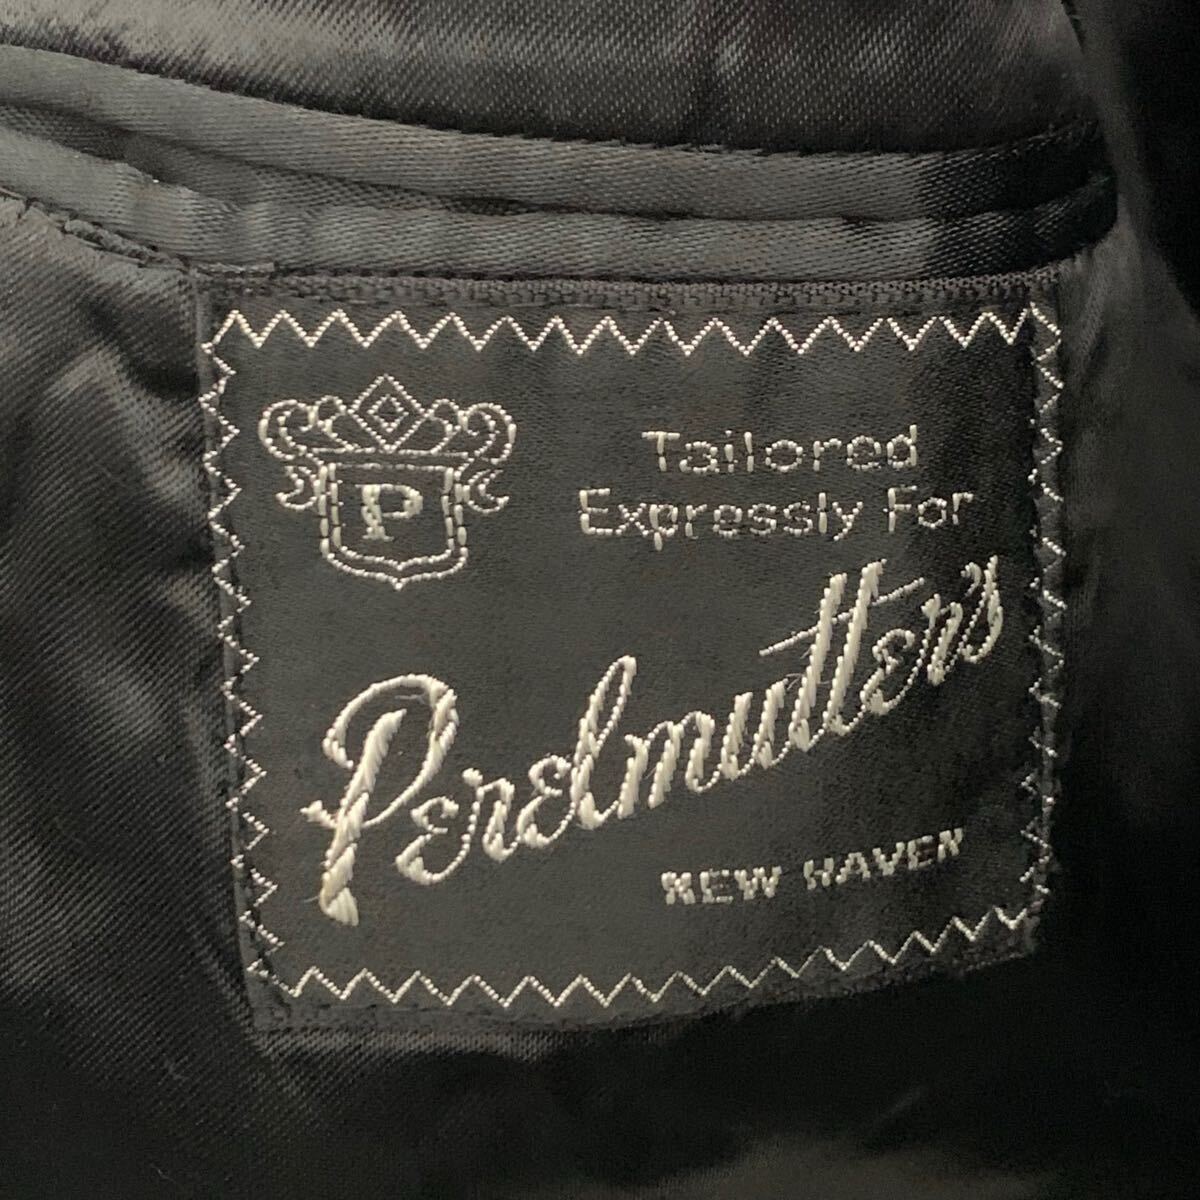 P
Tailored
Expressly For
Perelmutter's
NEW HAVEN